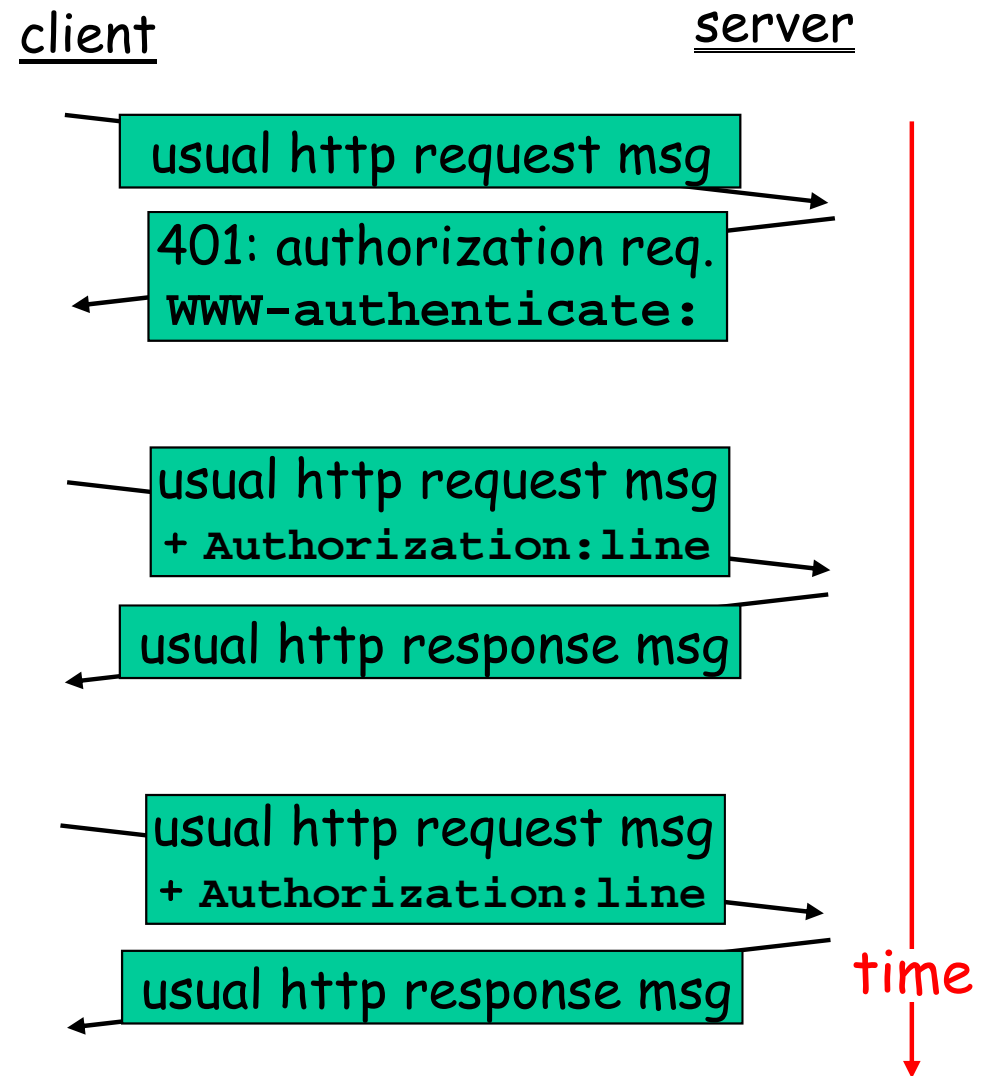 client
server
usual http request msg
401: authorization req.
WWW-authenticate:
usual http request msg
+ Authorization:line
usual http response msg
usual http request msg
+ Authorization:line
usual http response msg
time